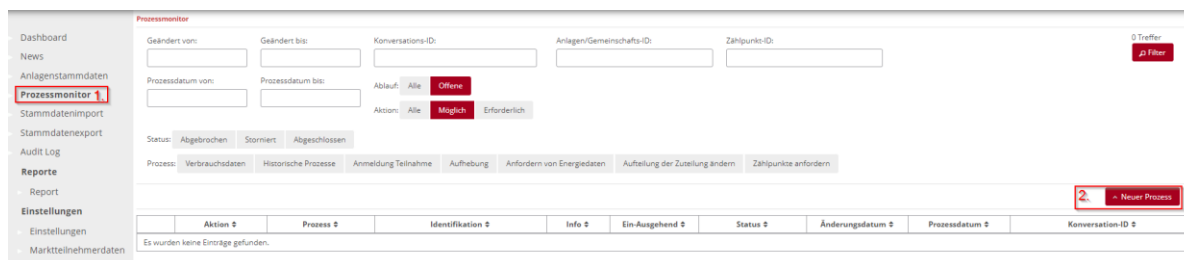 Prozessmonitor
Dashboard
News
Anlagenstammdaten
Prozessmonitor 1.
Stammdatenimport
Stammdatenexport
Audit Log
Reporte
Report
Einstellungen
Einstellungen
Marktteilnehmerdaten
Geändert von: Geändert bis: Konversations-ID: Anlagen/Gemeinschafts-ID: Zählpunkt-ID: 0 Treffer
Filter
Prozessdatum von: Prozessdatum bis: Ablauf: Alle Offene
Aktion: Alle Möglich Erforderlich
Status: Abgebrochen Storniert Abgeschlossen
Prozess: Verbrauchsdaten Historische Prozesse Anmeldung Teilnahme Aufhebung Anfordern von Energiedaten Aufteilung der Zuteilung ändern Zählpunkte anfordern
2. Neuer Prozess
Aktion Prozess Identifikation Info Ein-Ausgehend Status Änderungsdatum Prozessdatum Konversation-ID
Es wurden keine Einträge gefunden.